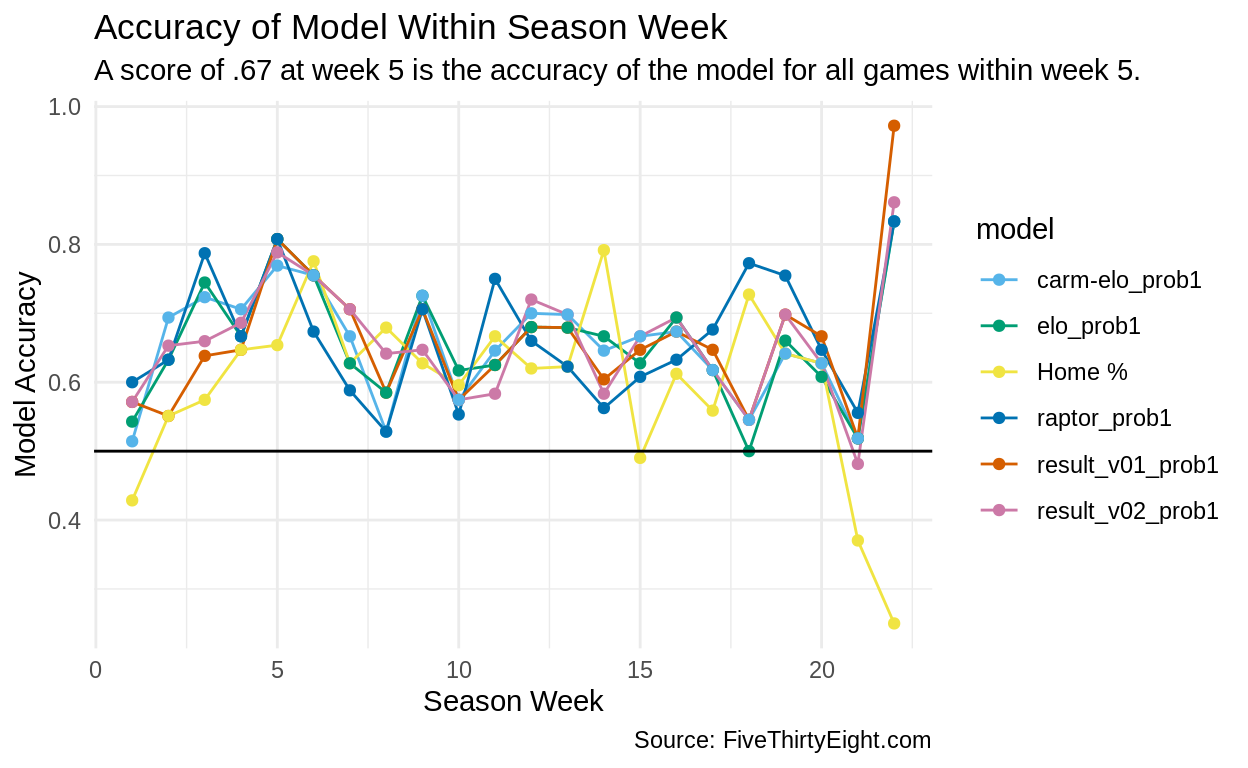 Accuracy of Model Within Season Week
A score of .67 at week 5 is the accuracy of the model for all games within week 5.
Model Accuracy
1.0
0.8
0.6
0.4
0
5
10
15
20
Season Week
model
carm-elo_prob1
elo_prob1
Home %
raptor_prob1
result_v01_prob1
result_v02_prob1
Source: FiveThirtyEight.com